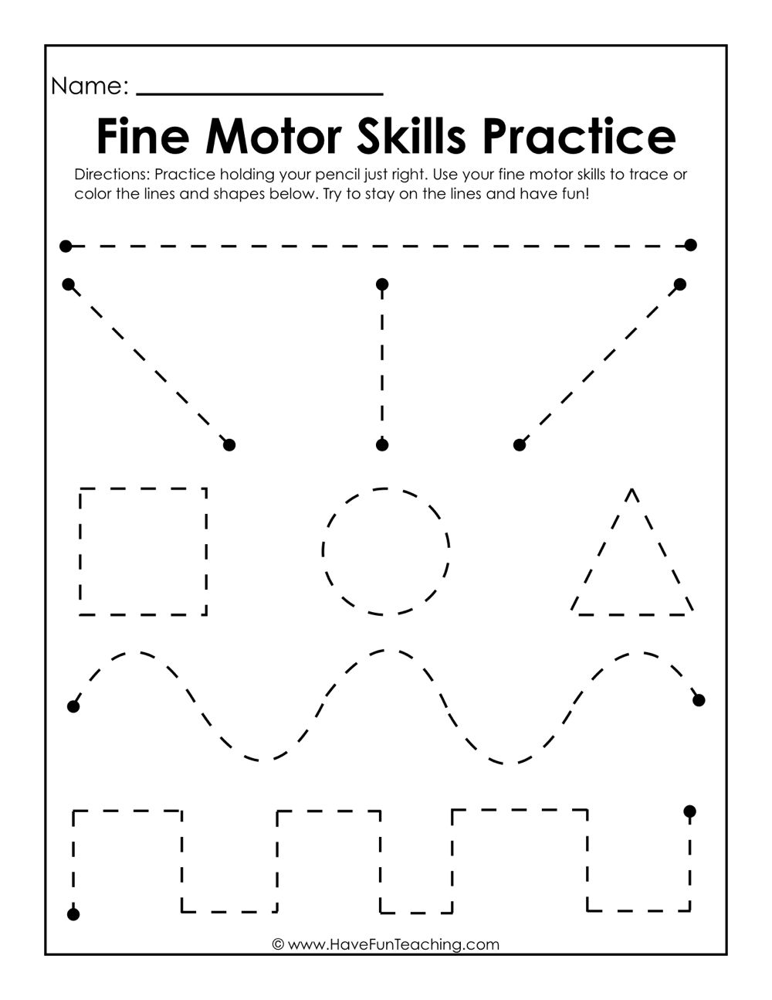 Name:
Fine Motor Skills Practice
Directions: Practice holding your pencil just right. Use your fine motor skills to trace or
color the lines and shapes below. Try to stay on the lines and have fun!
© www.HaveFunTeaching.com